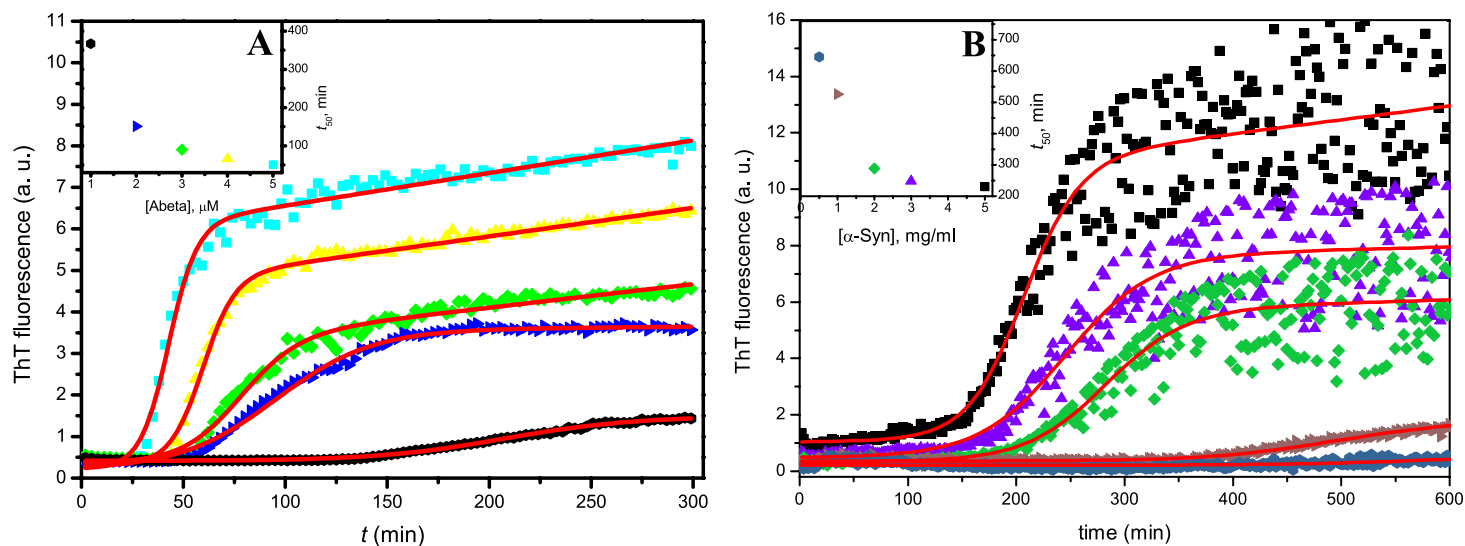 A
ThT fluorescence (a. u.)
11
10
9
8
7
6
5
4
3
2
1
0
0 50 100 150 200 250 300
t (min)
400
300
200
100
t50, min
1 2 3 4 5
[Abeta], μM
B
ThT fluorescence (a. u.)
16
14
12
10
8
6
4
2
0
0 100 200 300 400 500 600
time (min)
700
600
500
400
300
200
t50, min
0 1 2 3 4 5
[α-Syn], mg/ml